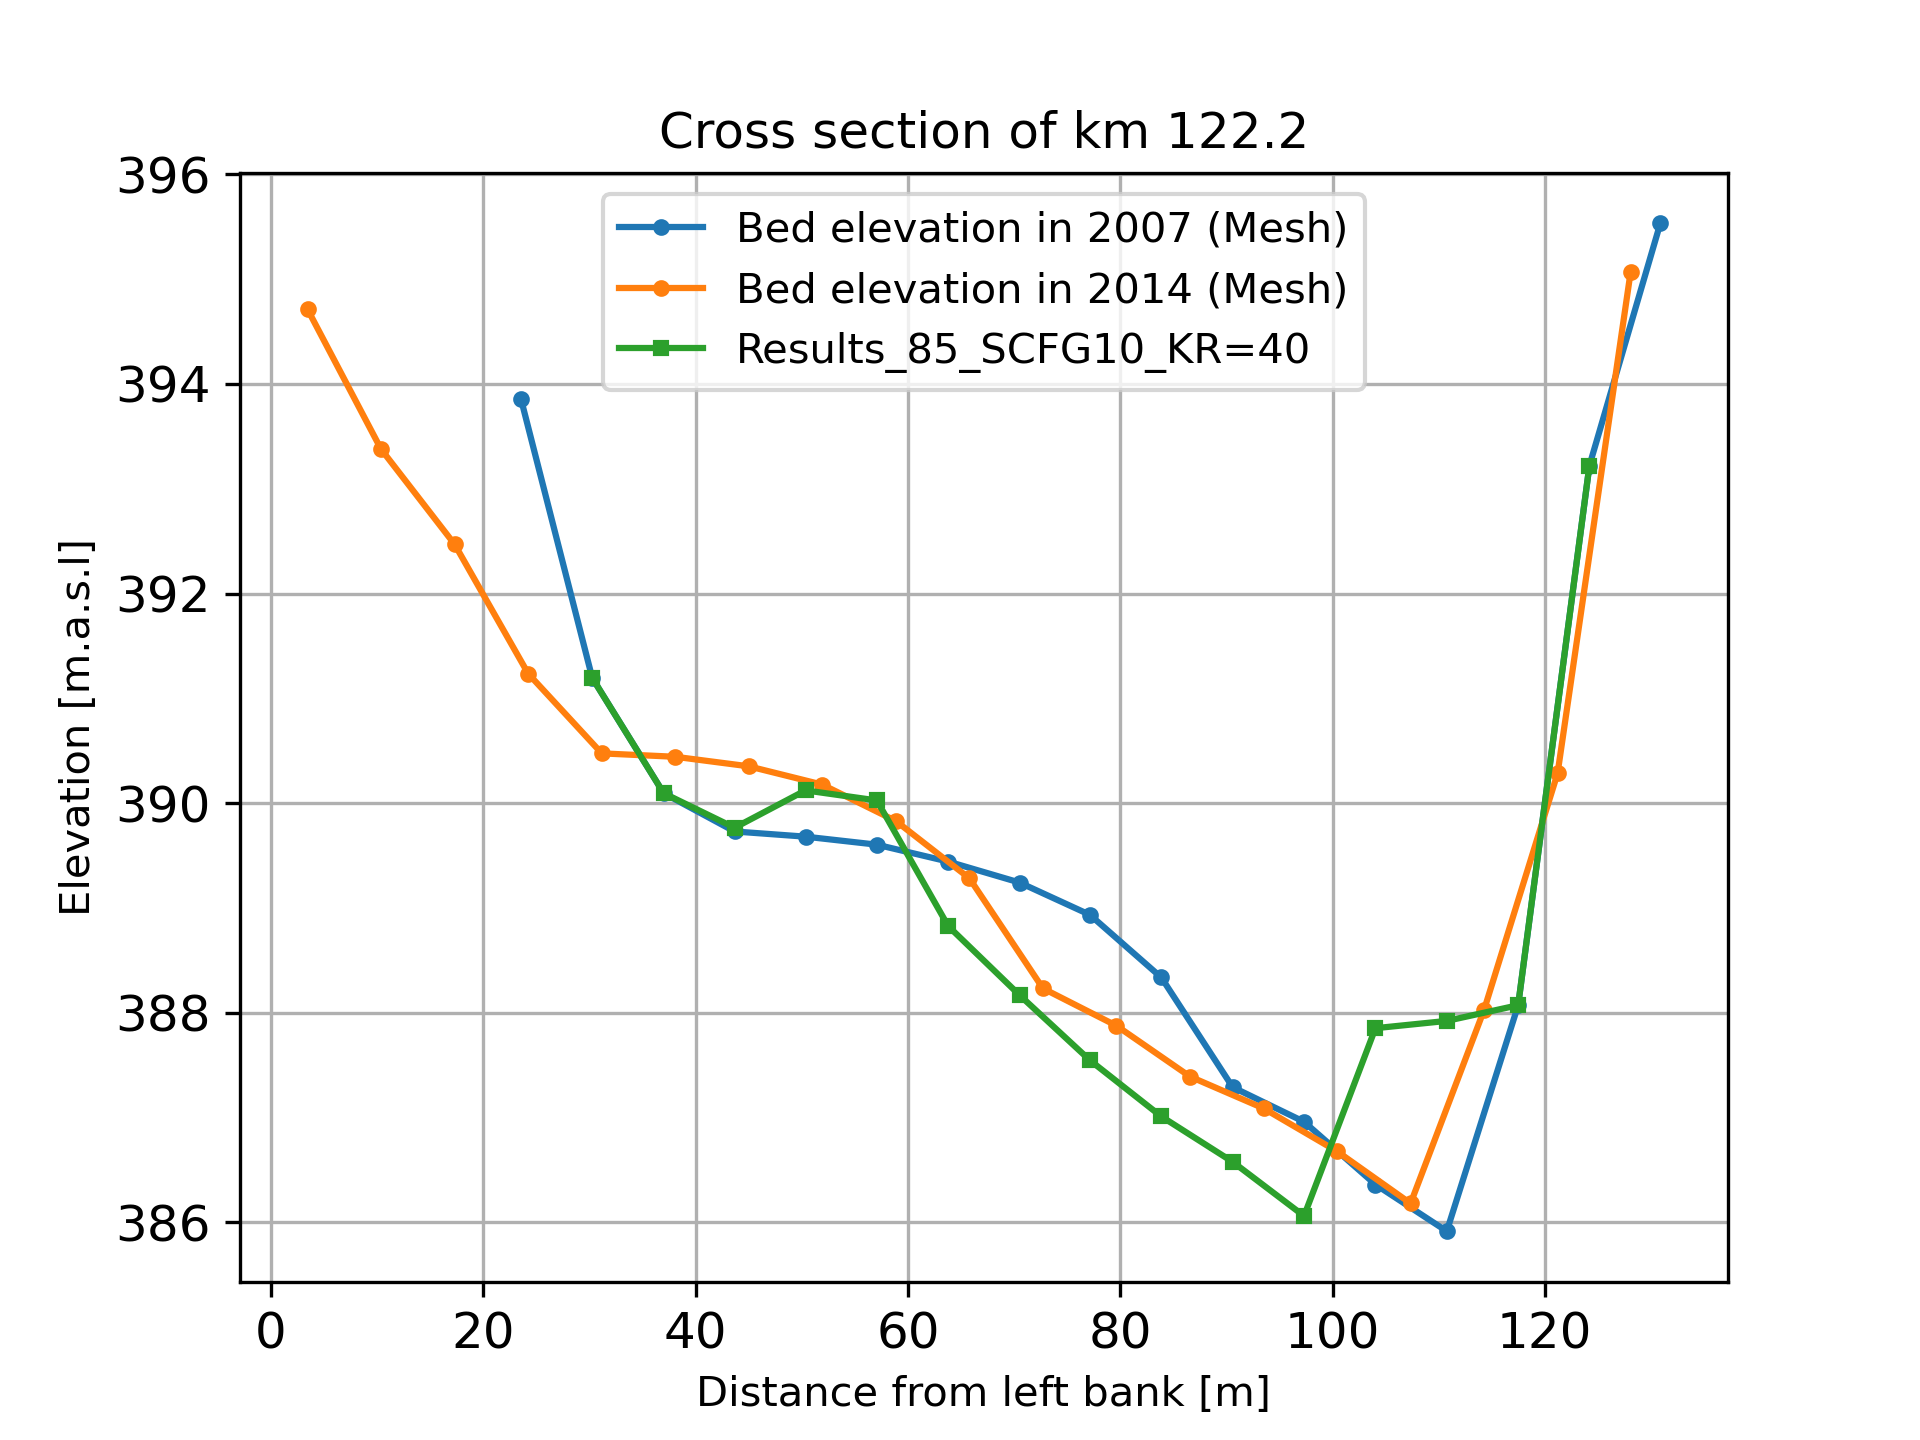 Cross section of km 122.2
396
394
392
390
388
386
Elevation [m.a.s.l]
Bed elevation in 2007 (Mesh)
Bed elevation in 2014 (Mesh)
Results_85_SCFG10_KR=40
0 20 40 60 80 100 120
Distance from left bank [m]